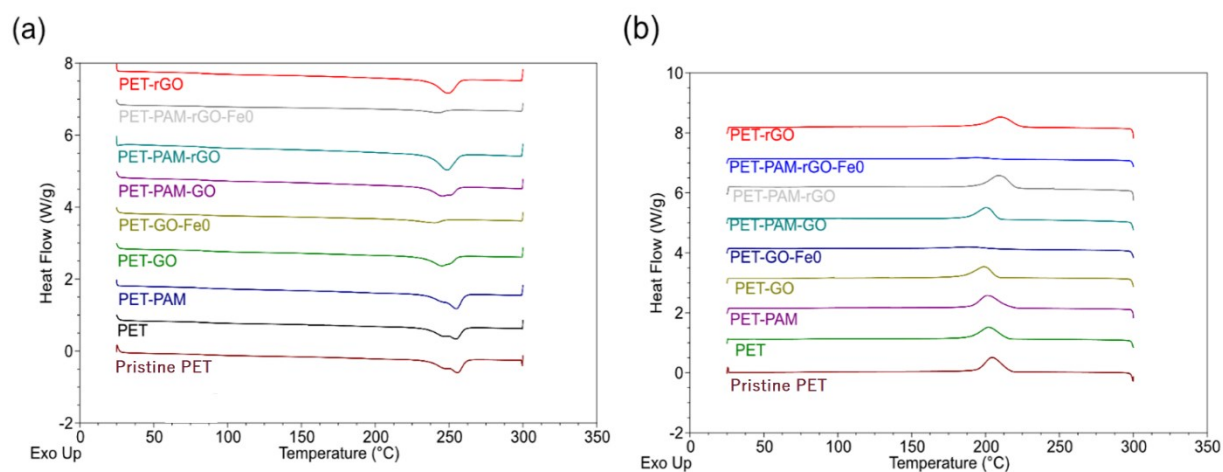 (a)
8
6
4
2
0
-2
Heat Flow (W/g)
PET-rGO
PET-PAM-rGO-Fe0
PET-PAM-rGO
PET-PAM-GO
PET-GO-Fe0
PET-GO
PET-PAM
PET
Pristine PET
0 50 100 150 200 250 300 350
Exo Up Temperature (°C)
(b)
10
8
6
4
2
0
-2
Heat Flow (W/g)
PET-rGO
PET-PAM-rGO-Fe0
PET-PAM-rGO
PET-PAM-GO
PET-GO-Fe0
PET-GO
PET-PAM
PET
Pristine PET
0 50 100 150 200 250 300 350
Exo Up Temperature (°C)